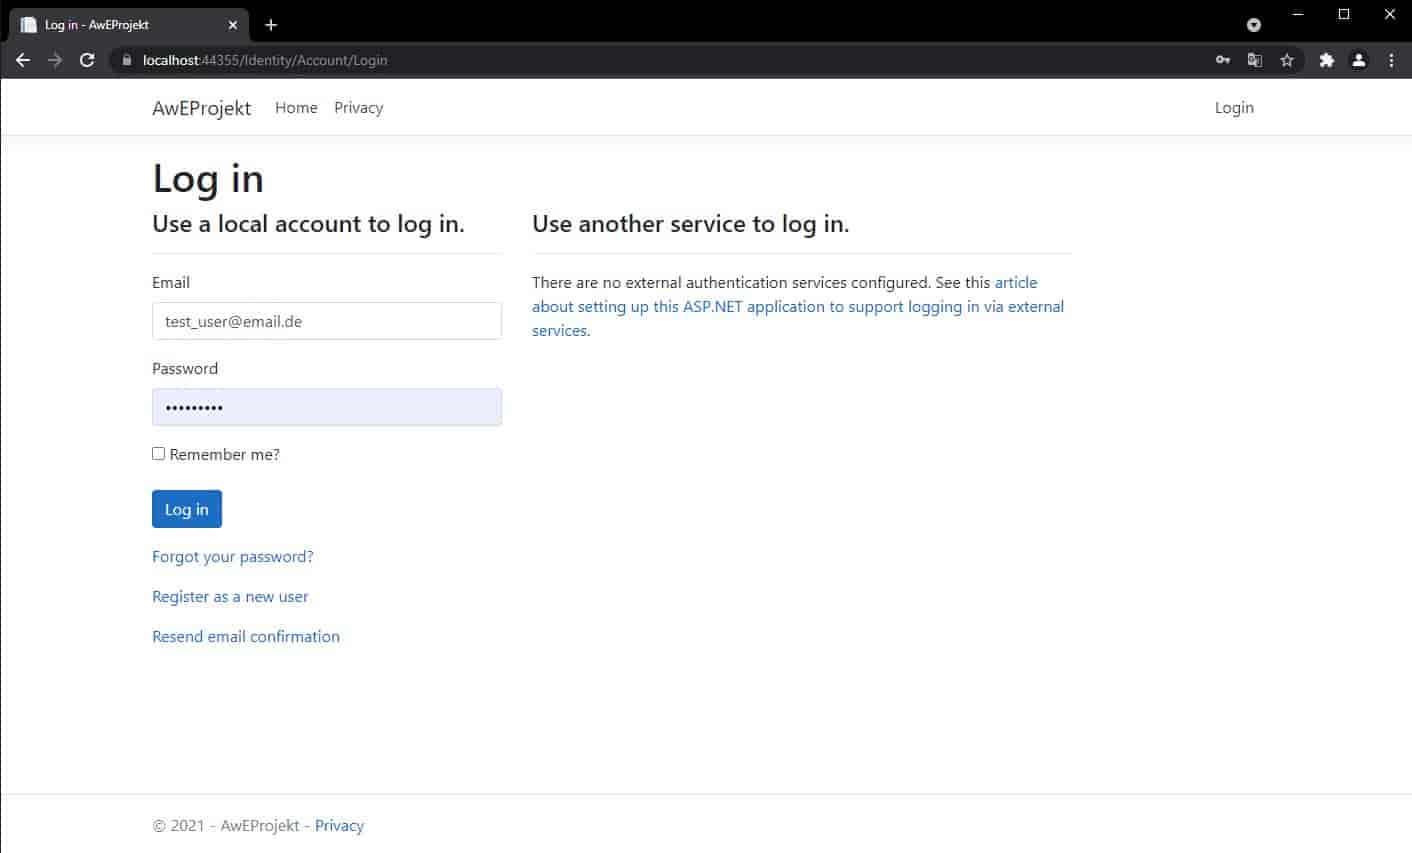 Log in - AwEProjekt
localhost:44355/Identity/Account/Login
AwEProjekt Home Privacy Login
Log in
Use a local account to log in.
Email
test_user@email.de
Password
•••••••••
Remember me?
Log in
Forgot your password?
Register as a new user
Resend email confirmation
Use another service to log in.
There are no external authentication services configured. See this article
about setting up this ASP.NET application to support logging in via external
services.
© 2021 - AwEProjekt - Privacy